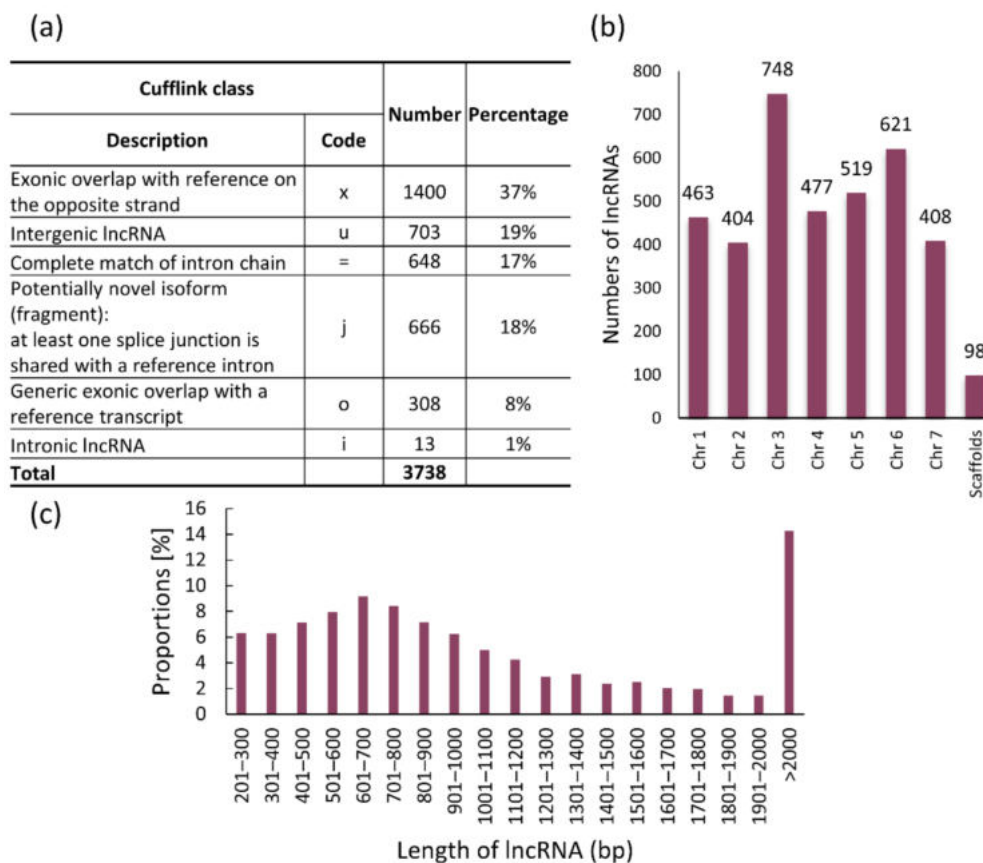 (a)
Cufflink class
Number
Percentage
Description
Code
Exonic overlap with reference on
the opposite strand
x
1400
37%
Intergenic lncRNA
u
703
19%
Complete match of intron chain
=
648
17%
Potentially novel isoform
(fragment):
at least one splice junction is
shared with a reference intron
j
666
18%
Generic exonic overlap with a
reference transcript
o
308
8%
Intronic lncRNA
i
13
1%
Total
3738
(b)
Numbers of lncRNAs
800
700
600
500
400
300
200
100
0
463
404
748
477
519
621
408
98
Chr 1
Chr 2
Chr 3
Chr 4
Chr 5
Chr 6
Chr 7
Scaffolds
(c)
Proportions [%]
16
14
12
10
8
6
4
2
0
201–300
301–400
401–500
501–600
601–700
701–800
801–900
901–1000
1001–1100
1101–1200
1201–1300
1301–1400
1401–1500
1501–1600
1601–1700
1701–1800
1801–1900
1901–2000
>2000
Length of lncRNA (bp)